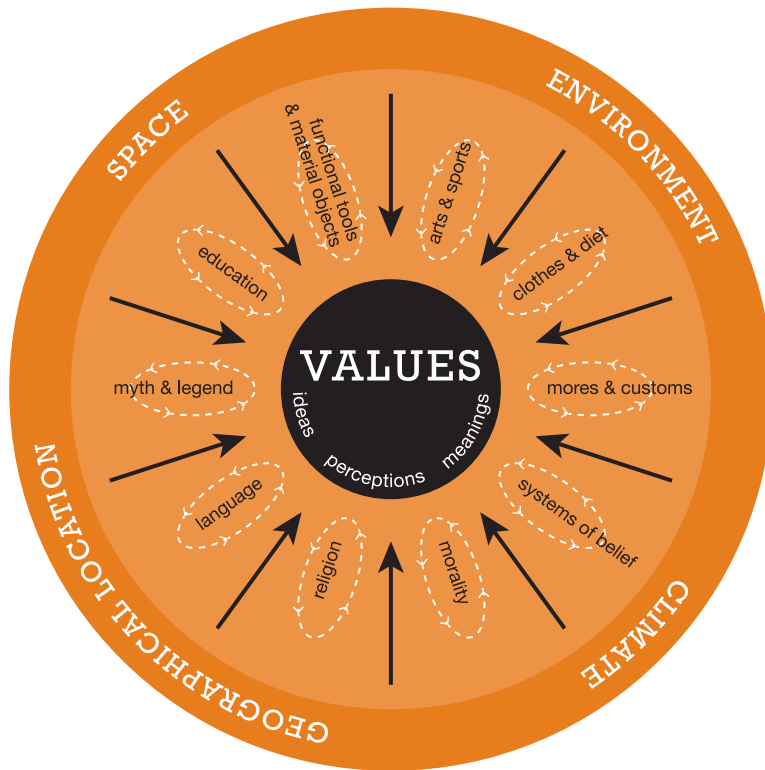 SPACE
ENVIRONMENT
CLIMATE
GEOGRAPHICAL LOCATION
functional tools
& material objects
arts & sports
clothes & diet
mores & customs
systems of belief
morality
religion
language
myth & legend
education
VALUES
ideas
perceptions
meanings